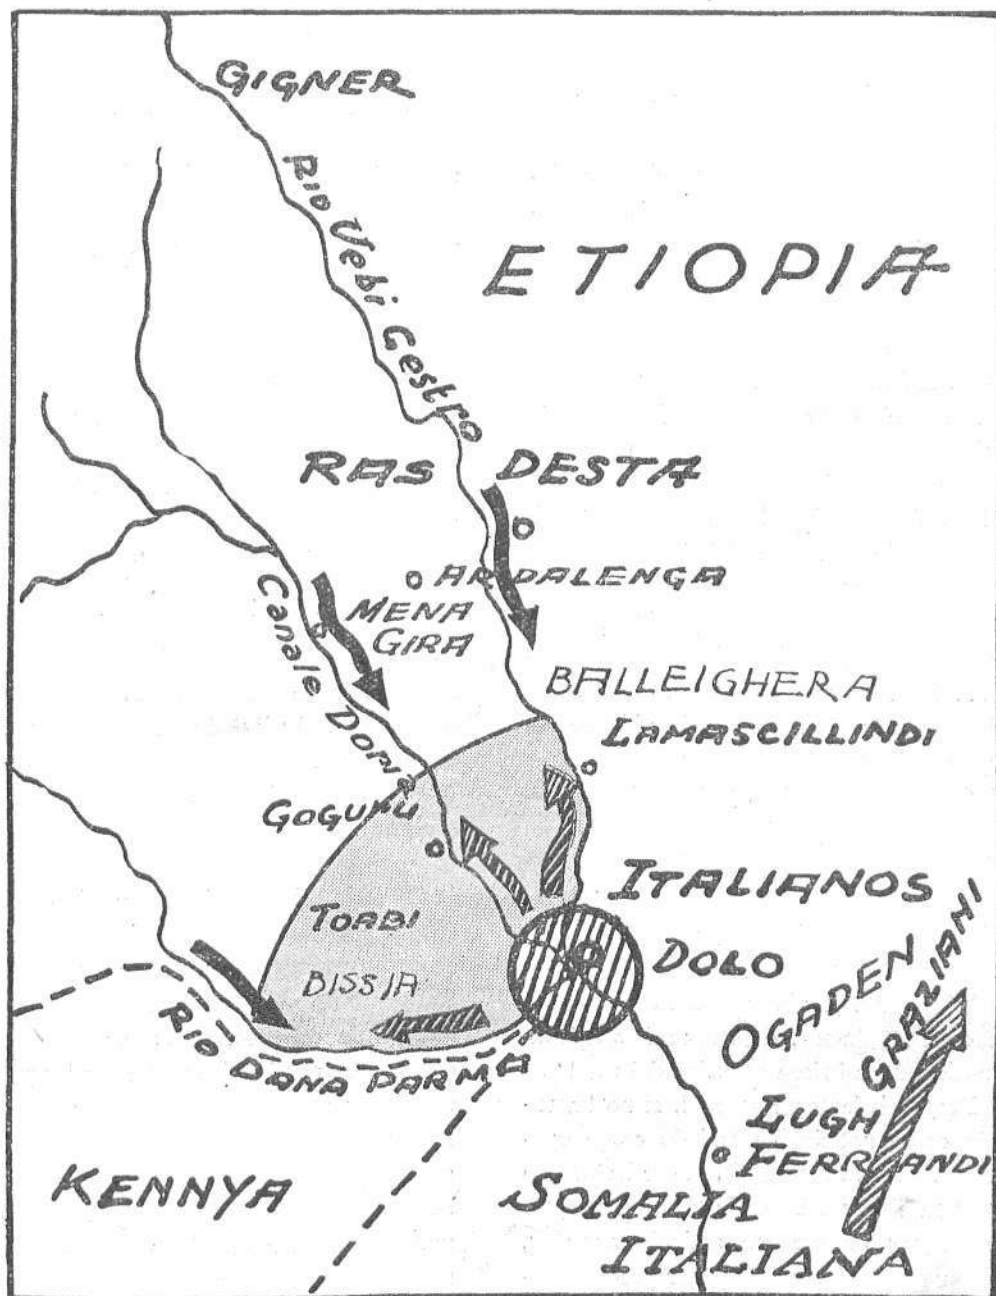 GIGNER
RIO UEBI GESTRO
ETIOPIA
RAS DESTA
ARDALENGA
MENA
GIRA
CANALE DORIA
BALLEIGHERA
LAMASCILLINDI
GOGURU
ITALIANOS
TORBI
DOLO
BISSIA
OGADEN
GRAZIANI
RIO DANA PARMA
LUGH
FERRANDI
KENNYA
SOMALIA
ITALIANA